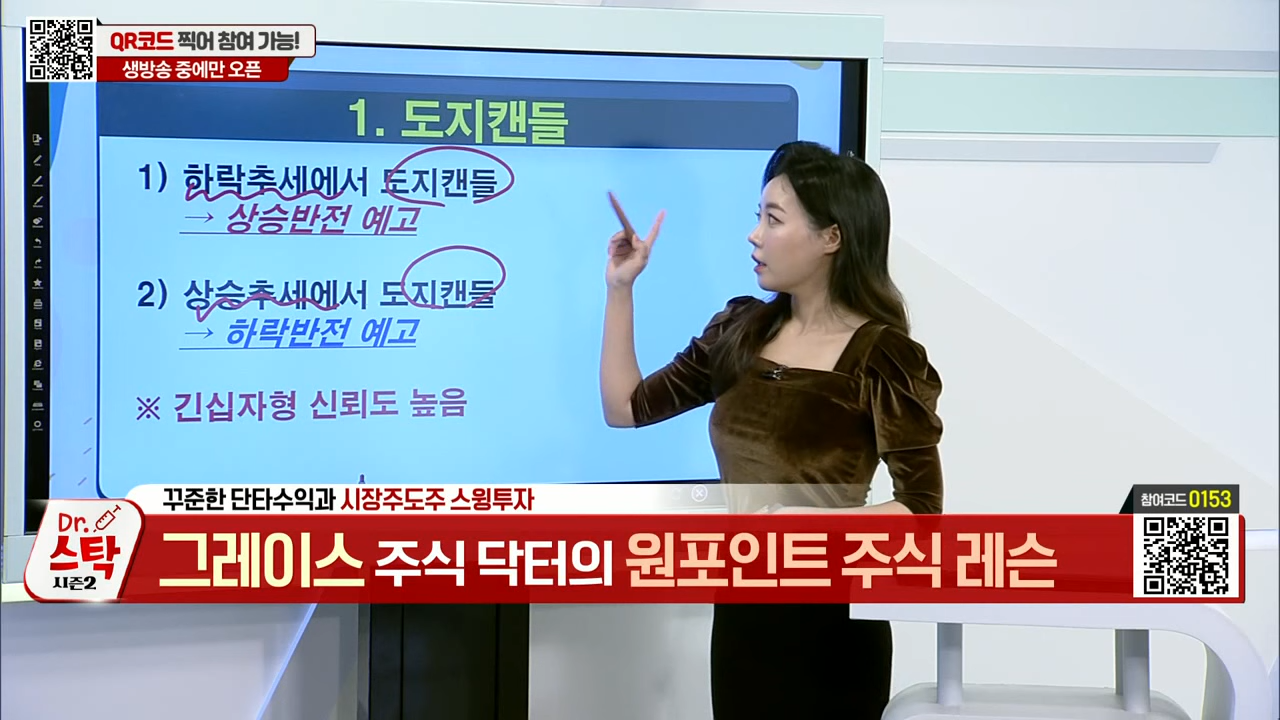 QR코드 찍어 참여 가능!
생방송 중에만 오픈
1. 도지캔들
1) 하락추세에서 도지캔들
→ 상승반전 예고
2) 상승추세에서 도지캔들
→ 하락반전 예고
※ 긴십자형 신뢰도 높음
꾸준한 단타수익과 시장주도주 스윙투자
참여코드 0153
Dr.
스탁
시즌2
그레이스 주식 닥터의 원포인트 주식 레슨